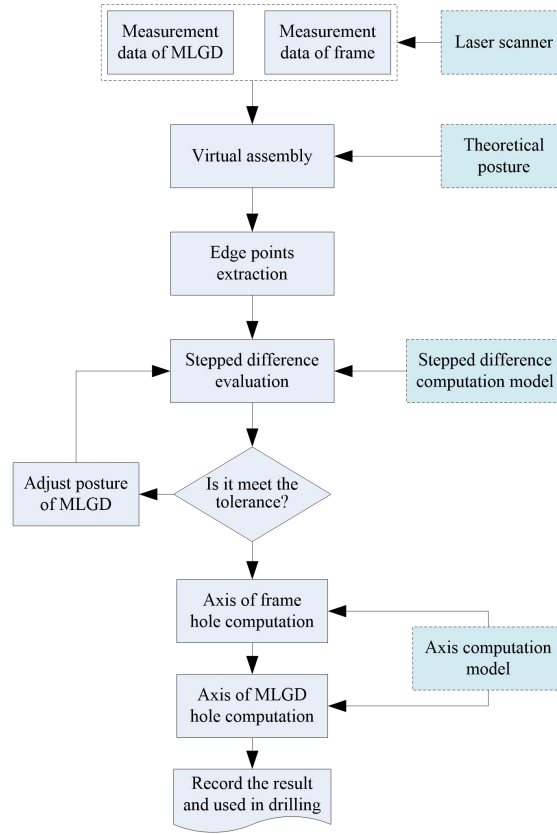 Measurement
data of MLGD
Measurement
data of frame
Laser scanner
Virtual assembly
Theoretical
posture
Edge points
extraction
Stepped difference
evaluation
Stepped difference
computation model
Adjust posture
of MLGD
Is it meet the
tolerance?
Axis of frame
hole computation
Axis computation
model
Axis of MLGD
hole computation
Record the result
and used in drilling